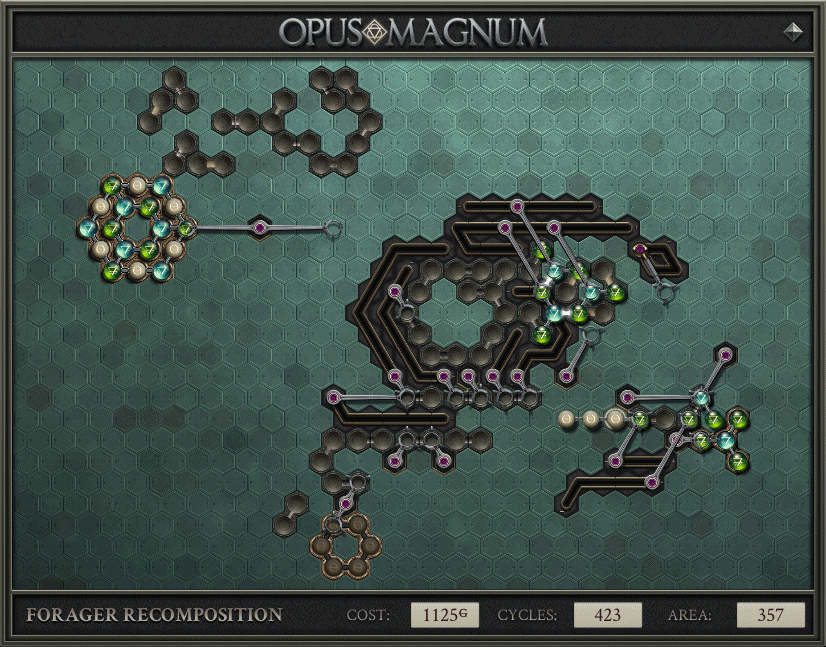 OPUS MAGNUM
FORAGER RECOMPOSITION COST: 1125G CYCLES: 423 AREA: 357